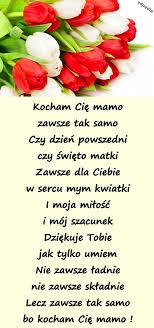 Kocham Cię mamo
zawsze tak samo
Czy dzień powszedni
czy święto matki
Zawsze dla Ciebie
w sercu mym kwiatki
I moja miłość
i mój szacunek
Dziękuje Tobie
jak tylko umiem
Nie zawsze ładnie
nie zawsze składnie
Lecz zawsze tak samo
bo kocham Cię mamo !